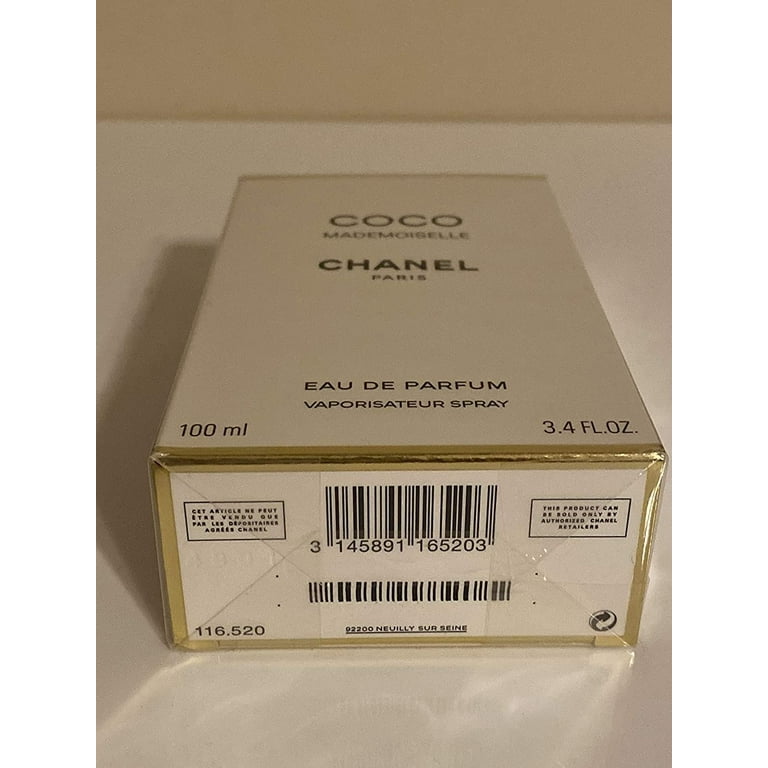 COCO
MADEMOISELLE
CHANEL
PARIS
EAU DE PARFUM
VAPORISATEUR SPRAY
100 ml
3.4 FL.OZ.
CET ARTICLE NE PEUT
ÊTRE VENDU QUE
PAR LES DÉPOSITAIRES
AGRÉÉS CHANEL
3 145891 165203
THIS PRODUCT CAN
BE SOLD ONLY BY
AUTHORIZED CHANEL
RETAILERS
116.520
92200 NEUILLY SUR SEINE